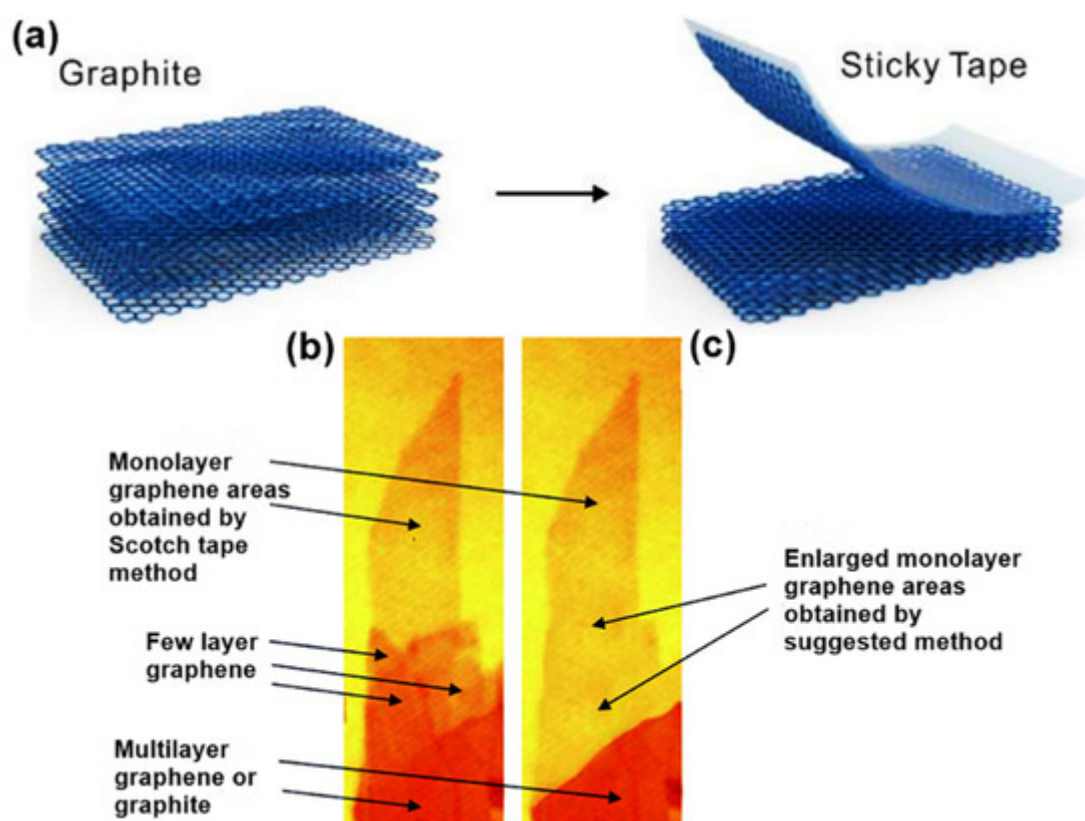 (a)
Graphite
Sticky Tape
(b)
(c)
Monolayer
graphene areas
obtained by
Scotch tape
method
Few layer
graphene
Multilayer
graphene or
graphite
Enlarged monolayer
graphene areas
obtained by
suggested method